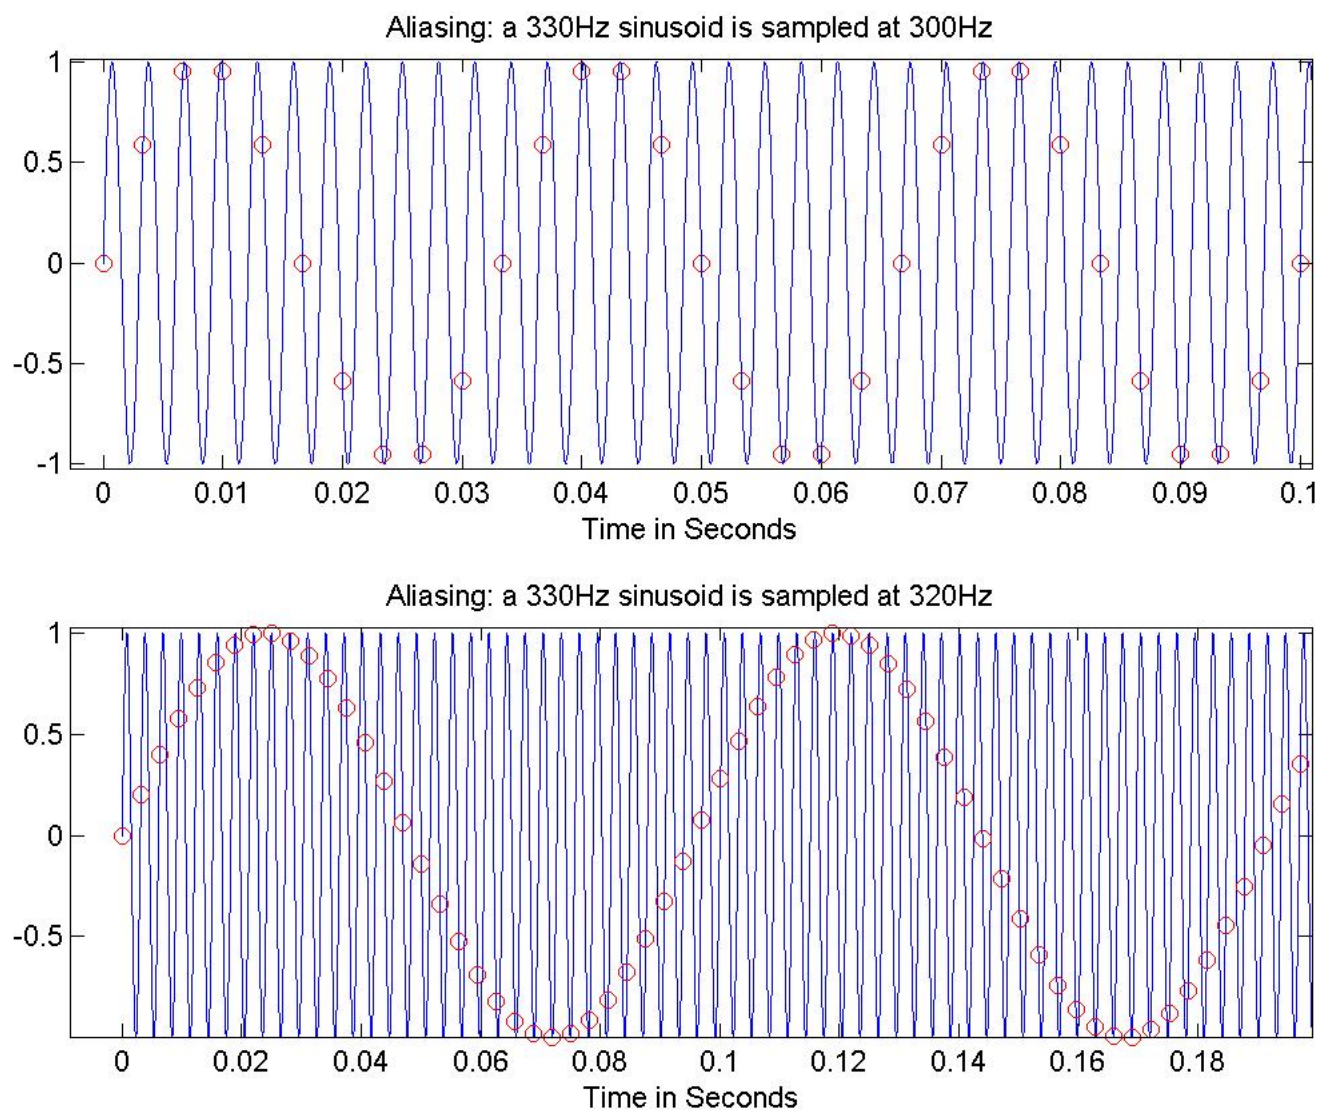 Aliasing: a 330Hz sinusoid is sampled at 300Hz
1
0.5
0
-0.5
-1
0 0.01 0.02 0.03 0.04 0.05 0.06 0.07 0.08 0.09 0.1
Time in Seconds
Aliasing: a 330Hz sinusoid is sampled at 320Hz
1
0.5
0
-0.5
0 0.02 0.04 0.06 0.08 0.1 0.12 0.14 0.16 0.18
Time in Seconds